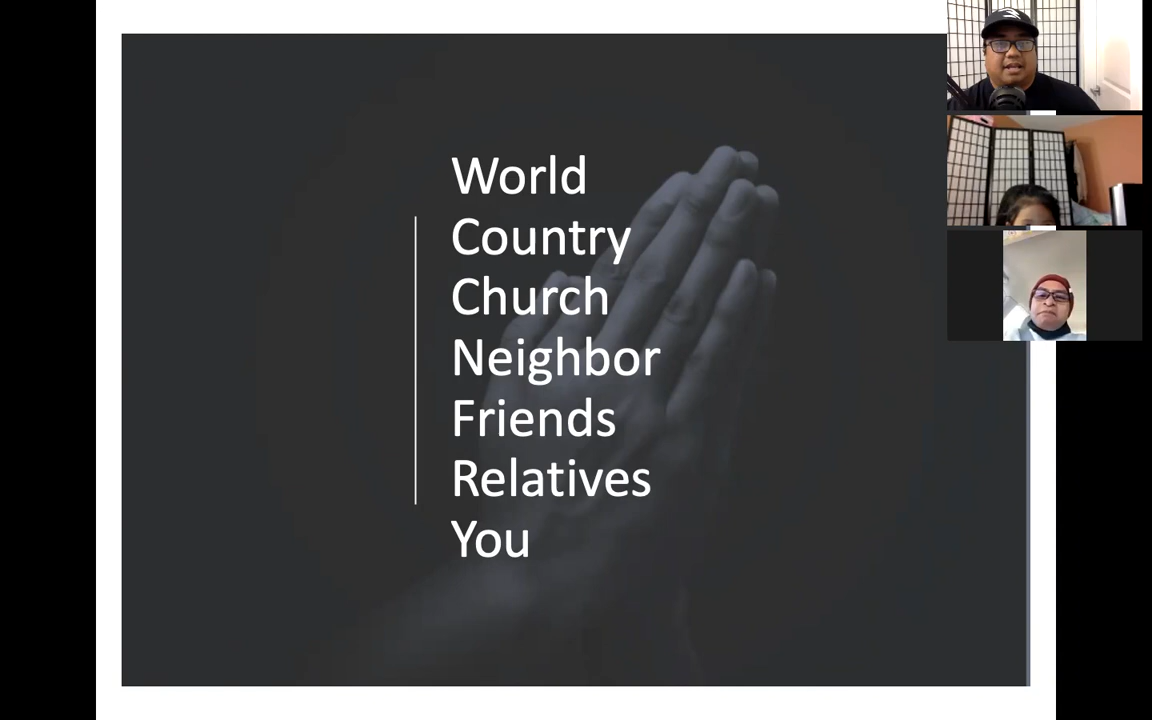 World
Country
Church
Neighbor
Friends
Relatives
You